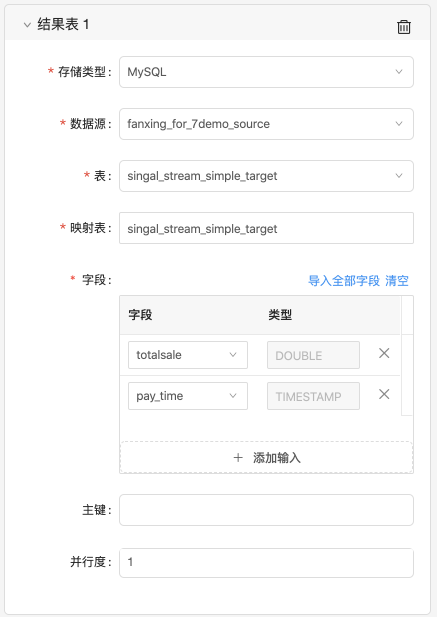 结果表 1
* 存储类型: MySQL
* 数据源: fanxing_for_7demo_source
* 表: singal_stream_simple_target
* 映射表: singal_stream_simple_target
* 字段: 导入全部字段 清空
字段 类型
totalsale DOUBLE
pay_time TIMESTAMP
+ 添加输入
主键:
并行度: 1